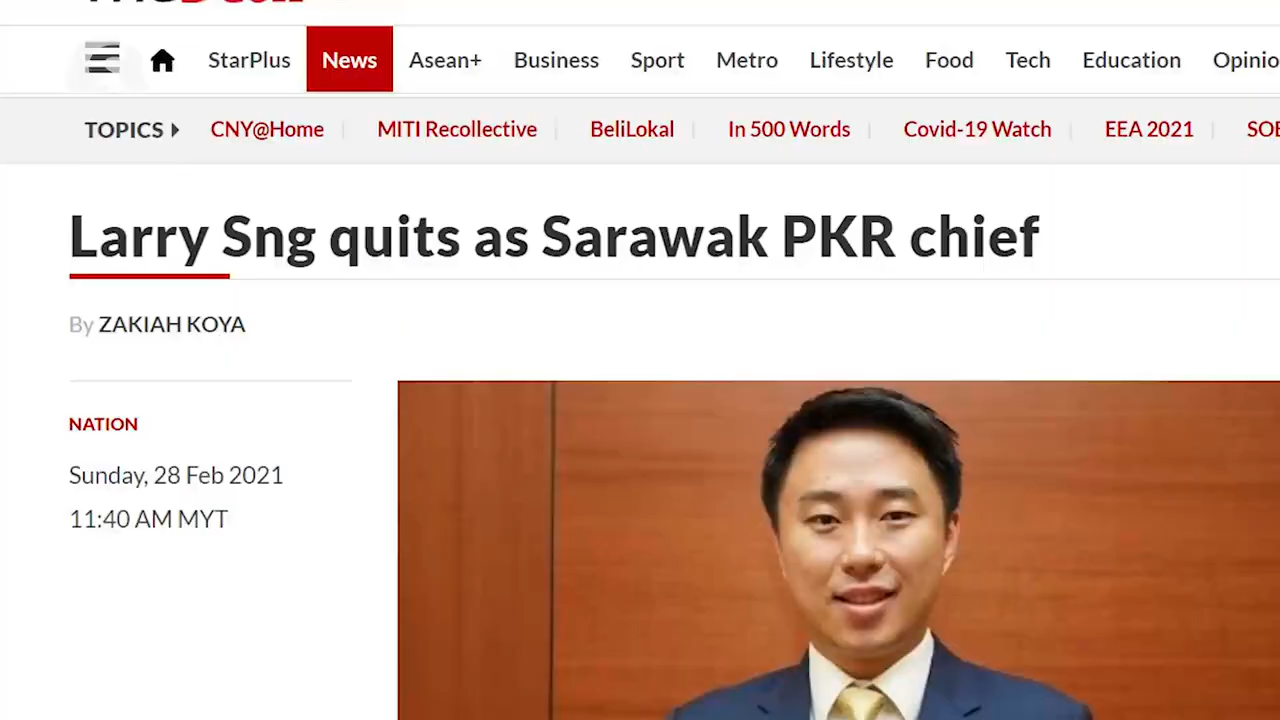 StarPlus News Asean+ Business Sport Metro Lifestyle Food Tech Education Opinio
TOPICS CNY@Home MITI Recollective BeliLokal In 500 Words Covid-19 Watch EEA 2021
Larry Sng quits as Sarawak PKR chief
By ZAKIAH KOYA
NATION
Sunday, 28 Feb 2021
11:40 AM MYT